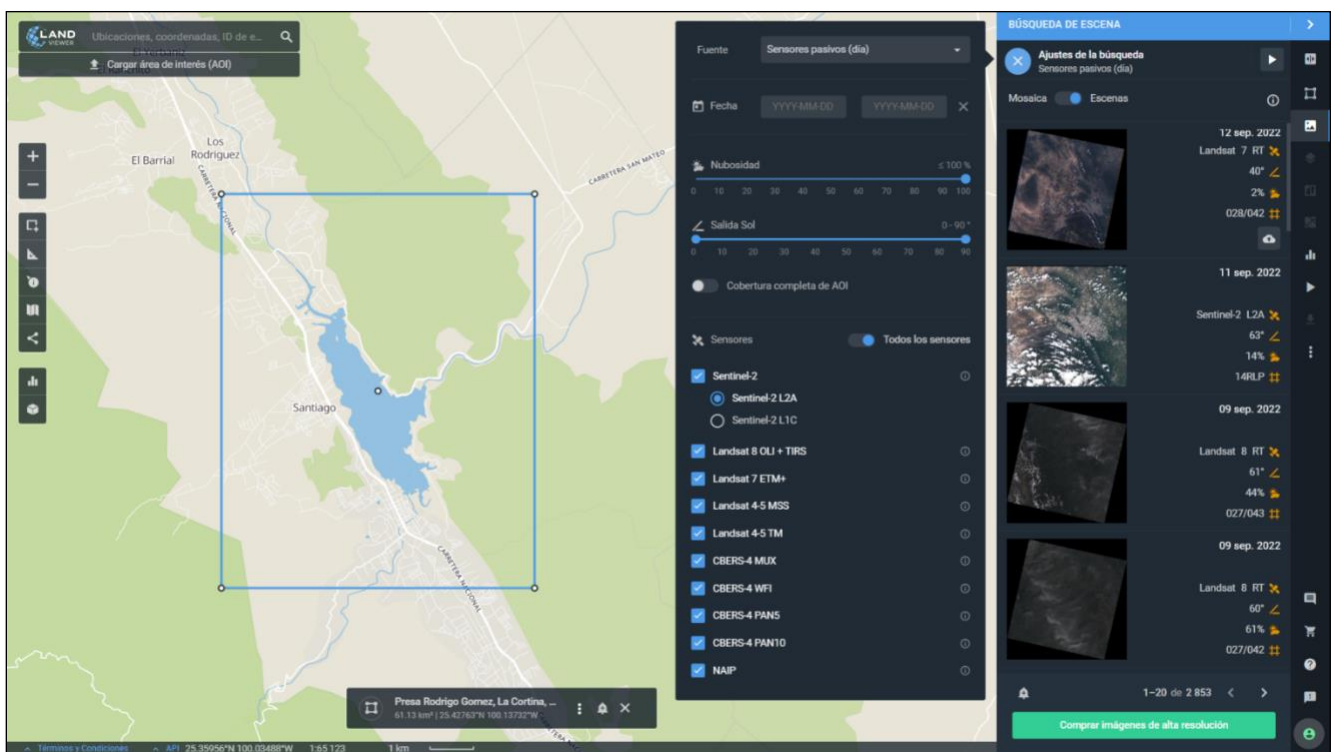 LAND
VIEWER
Ubicaciones, coordenadas, ID de e...
Cargar área de interés (AOI)
El Barrial
Los
Rodriguez
CARRETERA NACIONAL
CARRETERA SAN MATEO
Santiago
CARRETERA NACIONAL
Presa Rodrigo Gomez, La Cortina, ...
61.13 km² | 25.42763°N 100.13732°W
Términos y Condiciones
API
25.35956°N 100.03488°W
1:65 123
1 km
Fuente
Sensores pasivos (día)
Fecha
YYYY-MM-DD
YYYY-MM-DD
Nubosidad
≤ 100 %
0 10 20 30 40 50 60 70 80 90 100
Salida Sol
0 - 90 °
0 10 20 30 40 50 60 70 80 90
Cobertura completa de AOI
Sensores
Todos los sensores
Sentinel-2
Sentinel-2 L2A
Sentinel-2 L1C
Landsat 8 OLI + TIRS
Landsat 7 ETM+
Landsat 4-5 MSS
Landsat 4-5 TM
CBERS-4 MUX
CBERS-4 WFI
CBERS-4 PAN5
CBERS-4 PAN10
NAIP
BÚSQUEDA DE ESCENA
Ajustes de la búsqueda
Sensores pasivos (día)
Mosaica
Escenas
12 sep. 2022
Landsat 7 RT
40°
2%
028/042
11 sep. 2022
Sentinel-2 L2A
63°
14%
14RLP
09 sep. 2022
Landsat 8 RT
61°
44%
027/043
09 sep. 2022
Landsat 8 RT
60°
61%
027/042
1–20 de 2 853
Comprar imágenes de alta resolución